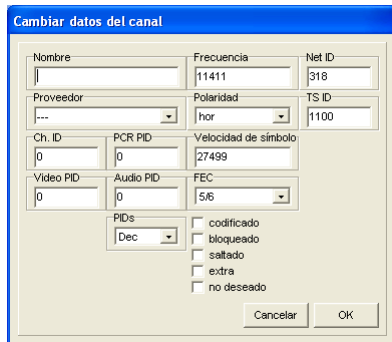 Cambiar datos del canal
Nombre
Frecuencia
Net ID
11411
318
Proveedor
Polaridad
TS ID
---
hor
1100
Ch. ID
PCR PID
Velocidad de símbolo
0
0
27499
Video PID
Audio PID
FEC
0
0
5/6
PIDs
Dec
codificado
bloqueado
saltado
extra
no deseado
Cancelar
OK